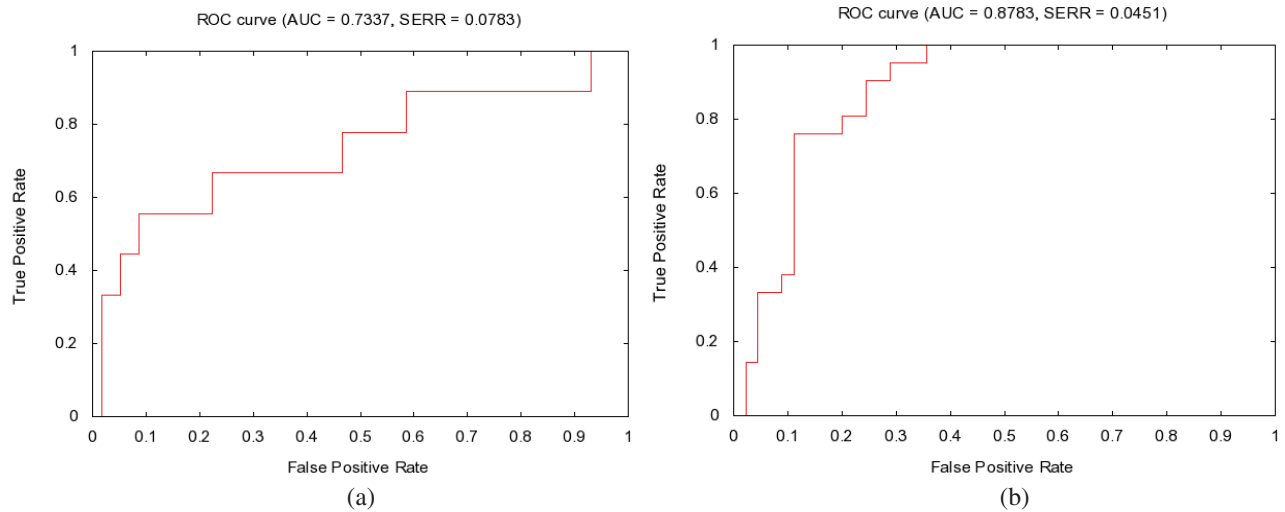 ROC curve (AUC = 0.7337, SERR = 0.0783)
1
0.8
0.6
0.4
0.2
0
True Positive Rate
0 0.1 0.2 0.3 0.4 0.5 0.6 0.7 0.8 0.9 1
False Positive Rate
(a)
ROC curve (AUC = 0.8783, SERR = 0.0451)
1
0.8
0.6
0.4
0.2
0
True Positive Rate
0 0.1 0.2 0.3 0.4 0.5 0.6 0.7 0.8 0.9 1
False Positive Rate
(b)